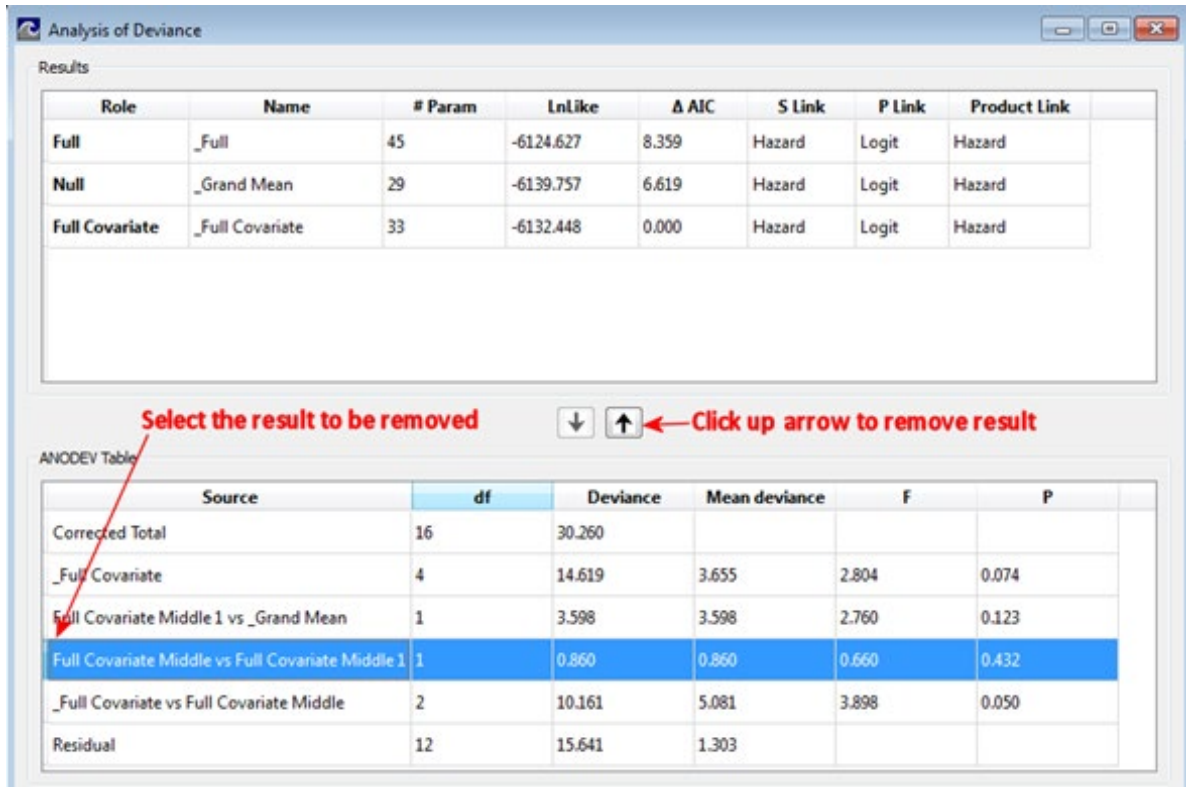 Analysis of Deviance
Results
Role Name # Param LnLike Δ AIC S Link P Link Product Link
Full _Full 45 -6124.627 8.359 Hazard Logit Hazard
Null _Grand Mean 29 -6139.757 6.619 Hazard Logit Hazard
Full Covariate _Full Covariate 33 -6132.448 0.000 Hazard Logit Hazard
Select the result to be removed Click up arrow to remove result
ANODEV Table
Source df Deviance Mean deviance F P
Corrected Total 16 30.260
_Full Covariate 4 14.619 3.655 2.804 0.074
Full Covariate Middle 1 vs _Grand Mean 1 3.598 3.598 2.760 0.123
Full Covariate Middle vs Full Covariate Middle 1 1 0.860 0.860 0.660 0.432
_Full Covariate vs Full Covariate Middle 2 10.161 5.081 3.898 0.050
Residual 12 15.641 1.303